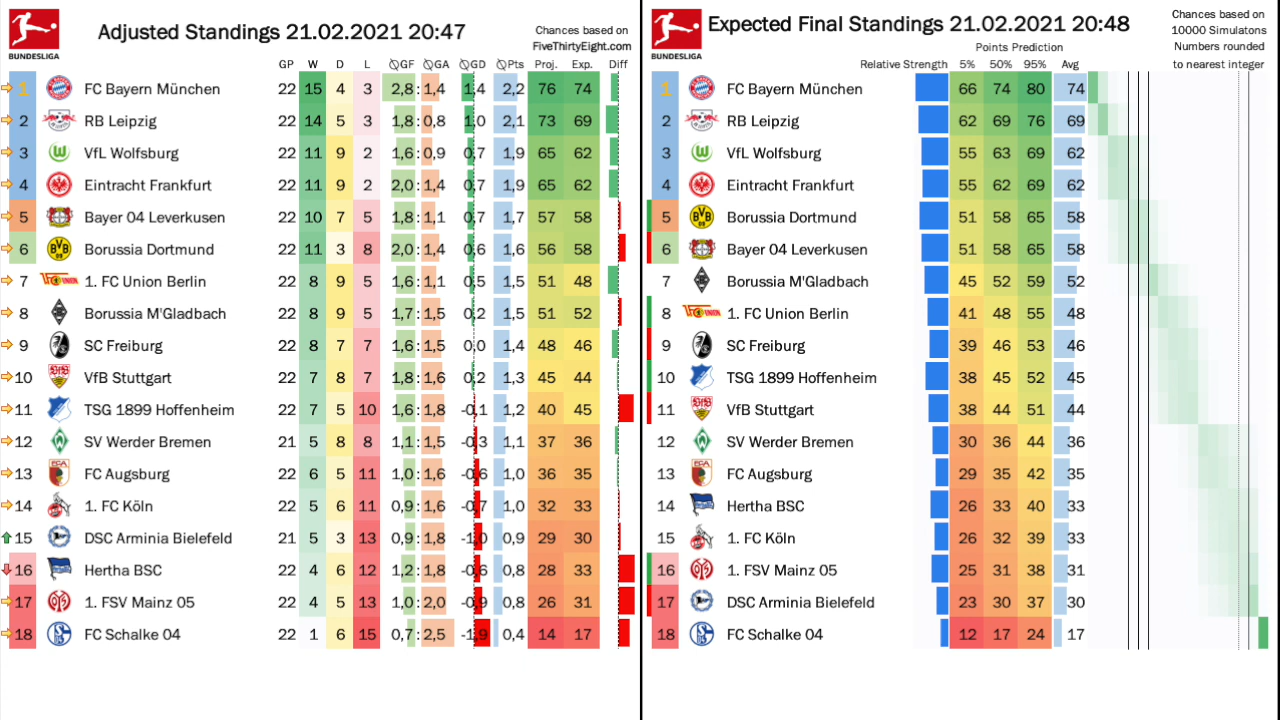 Adjusted Standings 21.02.2021 20:47
Chances based on
FiveThirtyEight.com
BUNDESLIGA
GP W D L ⌀GF ⌀GA ⌀GD ⌀Pts Proj. Exp. Diff
1 FC Bayern München 22 15 4 3 2,8 : 1,4 1,4 2,2 76 74
2 RB Leipzig 22 14 5 3 1,8 : 0,8 1,0 2,1 73 69
3 VfL Wolfsburg 22 11 9 2 1,6 : 0,9 0,7 1,9 65 62
4 Eintracht Frankfurt 22 11 9 2 2,0 : 1,4 0,7 1,9 65 62
5 Bayer 04 Leverkusen 22 10 7 5 1,8 : 1,1 0,7 1,7 57 58
6 Borussia Dortmund 22 11 3 8 2,0 : 1,4 0,6 1,6 56 58
7 1. FC Union Berlin 22 8 9 5 1,6 : 1,1 0,5 1,5 51 48
8 Borussia M'Gladbach 22 8 9 5 1,7 : 1,5 0,2 1,5 51 52
9 SC Freiburg 22 8 7 7 1,6 : 1,5 0,0 1,4 48 46
10 VfB Stuttgart 22 7 8 7 1,8 : 1,6 0,2 1,3 45 44
11 TSG 1899 Hoffenheim 22 7 5 10 1,6 : 1,8 -0,1 1,2 40 45
12 SV Werder Bremen 21 5 8 8 1,1 : 1,5 -0,3 1,1 37 36
13 FC Augsburg 22 6 5 11 1,0 : 1,6 -0,6 1,0 36 35
14 1. FC Köln 22 5 6 11 0,9 : 1,6 -0,7 1,0 32 33
15 DSC Arminia Bielefeld 21 5 3 13 0,9 : 1,8 -1,0 0,9 29 30
16 Hertha BSC 22 4 6 12 1,2 : 1,8 -0,6 0,8 28 33
17 1. FSV Mainz 05 22 4 5 13 1,0 : 2,0 -0,9 0,8 26 31
18 FC Schalke 04 22 1 6 15 0,7 : 2,5 -1,9 0,4 14 17
Expected Final Standings 21.02.2021 20:48
Chances based on
10000 Simulatons
Numbers rounded
to nearest integer
BUNDESLIGA
Points Prediction
Relative Strength 5% 50% 95% Avg
1 FC Bayern München 66 74 80 74
2 RB Leipzig 62 69 76 69
3 VfL Wolfsburg 55 63 69 62
4 Eintracht Frankfurt 55 62 69 62
5 Borussia Dortmund 51 58 65 58
6 Bayer 04 Leverkusen 51 58 65 58
7 Borussia M'Gladbach 45 52 59 52
8 1. FC Union Berlin 41 48 55 48
9 SC Freiburg 39 46 53 46
10 TSG 1899 Hoffenheim 38 45 52 45
11 VfB Stuttgart 38 44 51 44
12 SV Werder Bremen 30 36 44 36
13 FC Augsburg 29 35 42 35
14 Hertha BSC 26 33 40 33
15 1. FC Köln 26 32 39 33
16 1. FSV Mainz 05 25 31 38 31
17 DSC Arminia Bielefeld 23 30 37 30
18 FC Schalke 04 12 17 24 17